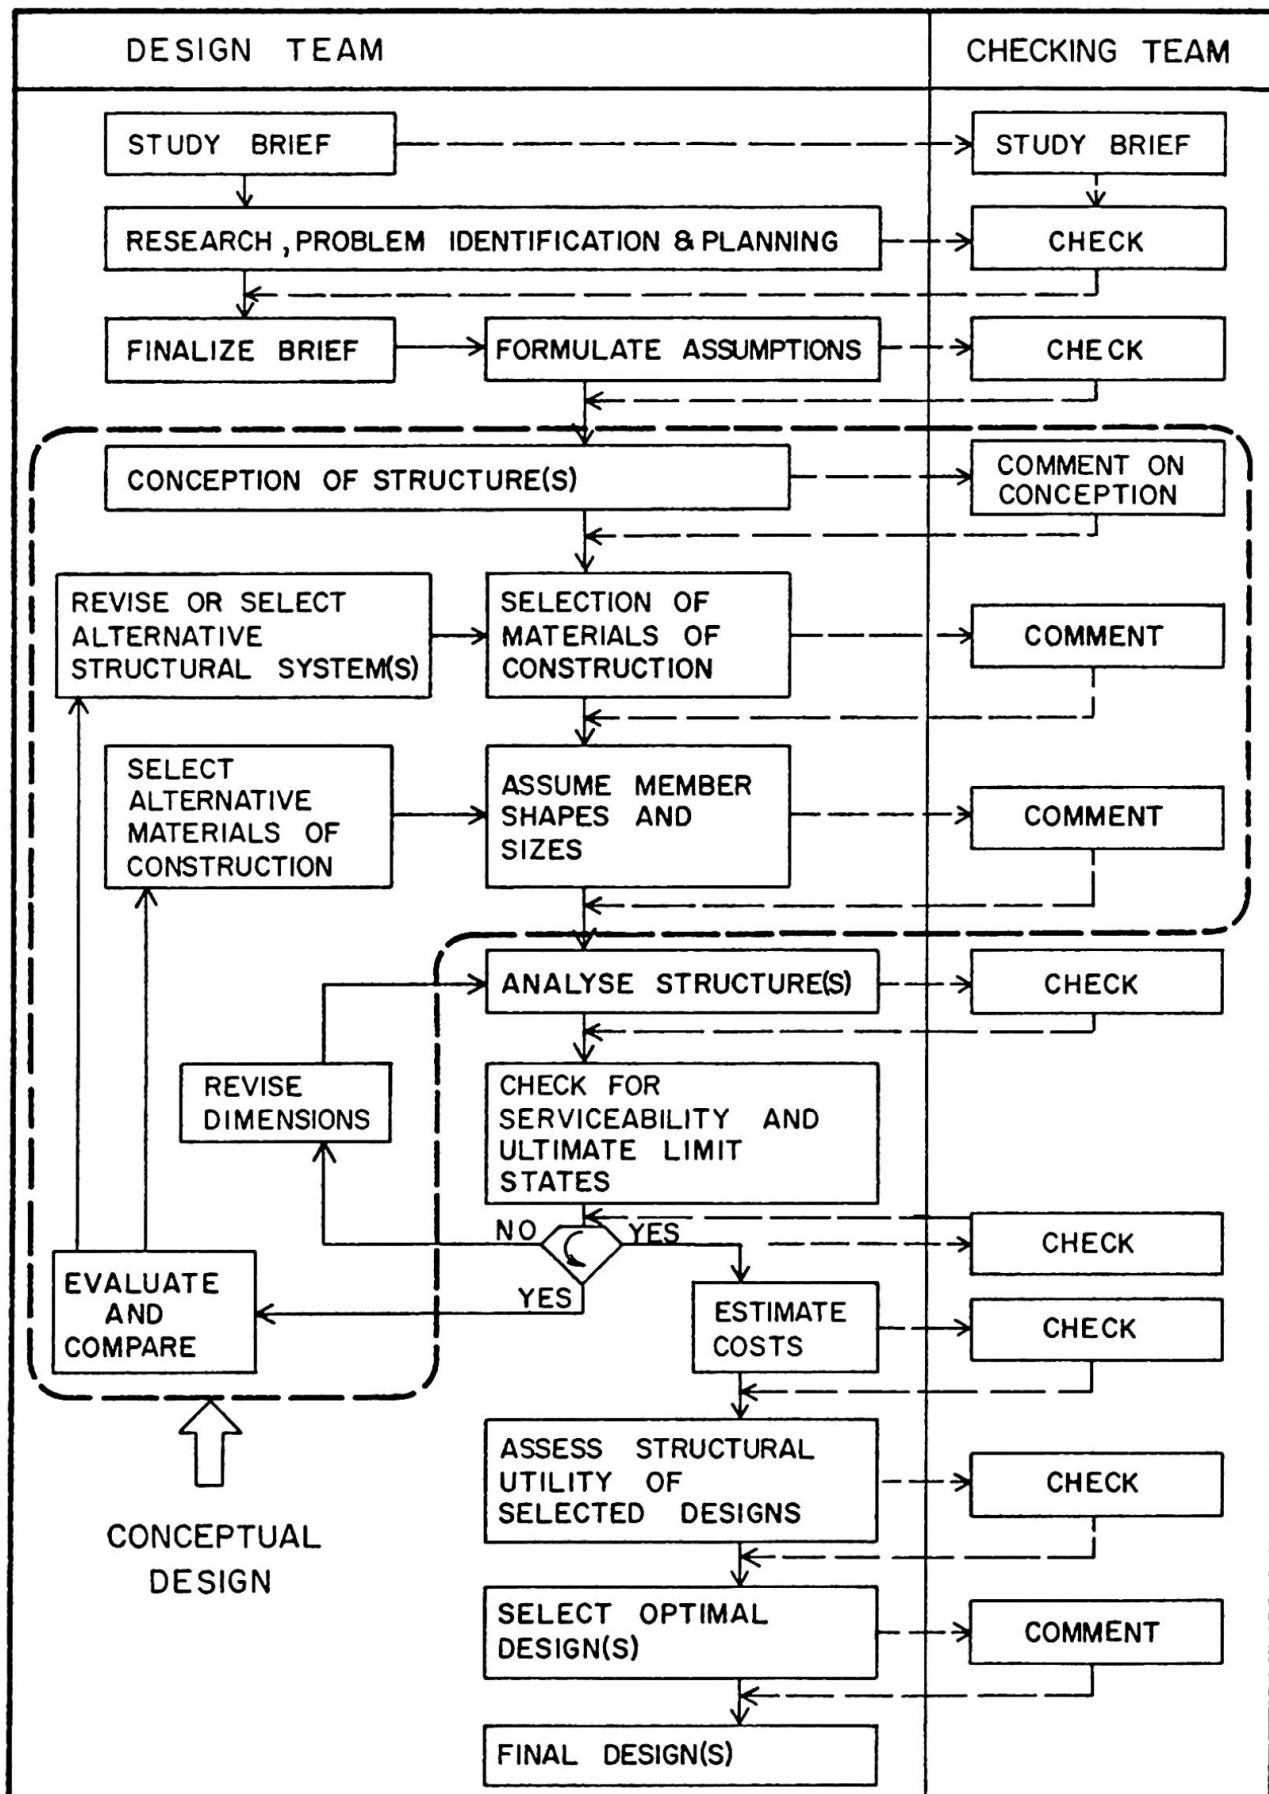 DESIGN TEAM
CHECKING TEAM
STUDY BRIEF
STUDY BRIEF
RESEARCH, PROBLEM IDENTIFICATION & PLANNING
CHECK
FINALIZE BRIEF
FORMULATE ASSUMPTIONS
CHECK
CONCEPTION OF STRUCTURE(S)
COMMENT ON
CONCEPTION
REVISE OR SELECT
ALTERNATIVE
STRUCTURAL SYSTEM(S)
SELECTION OF
MATERIALS OF
CONSTRUCTION
COMMENT
SELECT
ALTERNATIVE
MATERIALS OF
CONSTRUCTION
ASSUME MEMBER
SHAPES AND
SIZES
COMMENT
ANALYSE STRUCTURE(S)
CHECK
REVISE
DIMENSIONS
CHECK FOR
SERVICEABILITY AND
ULTIMATE LIMIT
STATES
NO
YES
CHECK
YES
EVALUATE
AND
COMPARE
ESTIMATE
COSTS
CHECK
ASSESS STRUCTURAL
UTILITY OF
SELECTED DESIGNS
CHECK
CONCEPTUAL
DESIGN
SELECT OPTIMAL
DESIGN(S)
COMMENT
FINAL DESIGN(S)